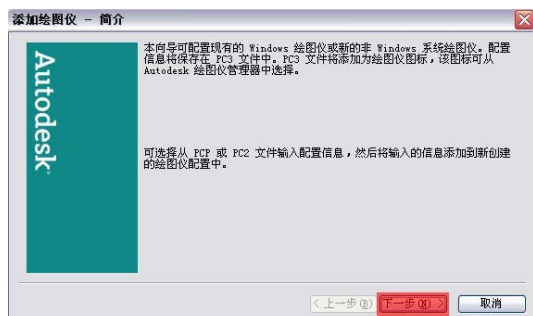 添加绘图仪 - 简介
Autodesk
本向导可配置现有的 Windows 绘图仪或新的非 Windows 系统绘图仪。配置
信息将保存在 PC3 文件中。PC3 文件将添加为绘图仪图标，该图标可从
Autodesk 绘图仪管理器中选择。
可选择从 PCP 或 PC2 文件输入配置信息，然后将输入的信息添加到新创建
的绘图仪配置中。
< 上一步(B) 下一步(N) > 取消